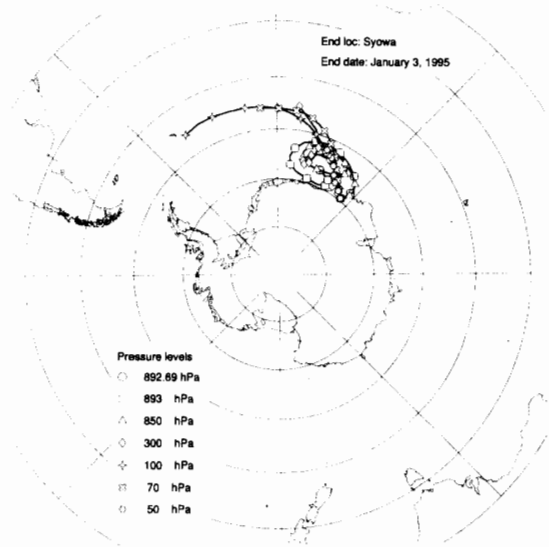 End loc: Syowa
End date: January 3, 1995
Pressure levels
892.69 hPa
893 hPa
850 hPa
300 hPa
100 hPa
70 hPa
50 hPa